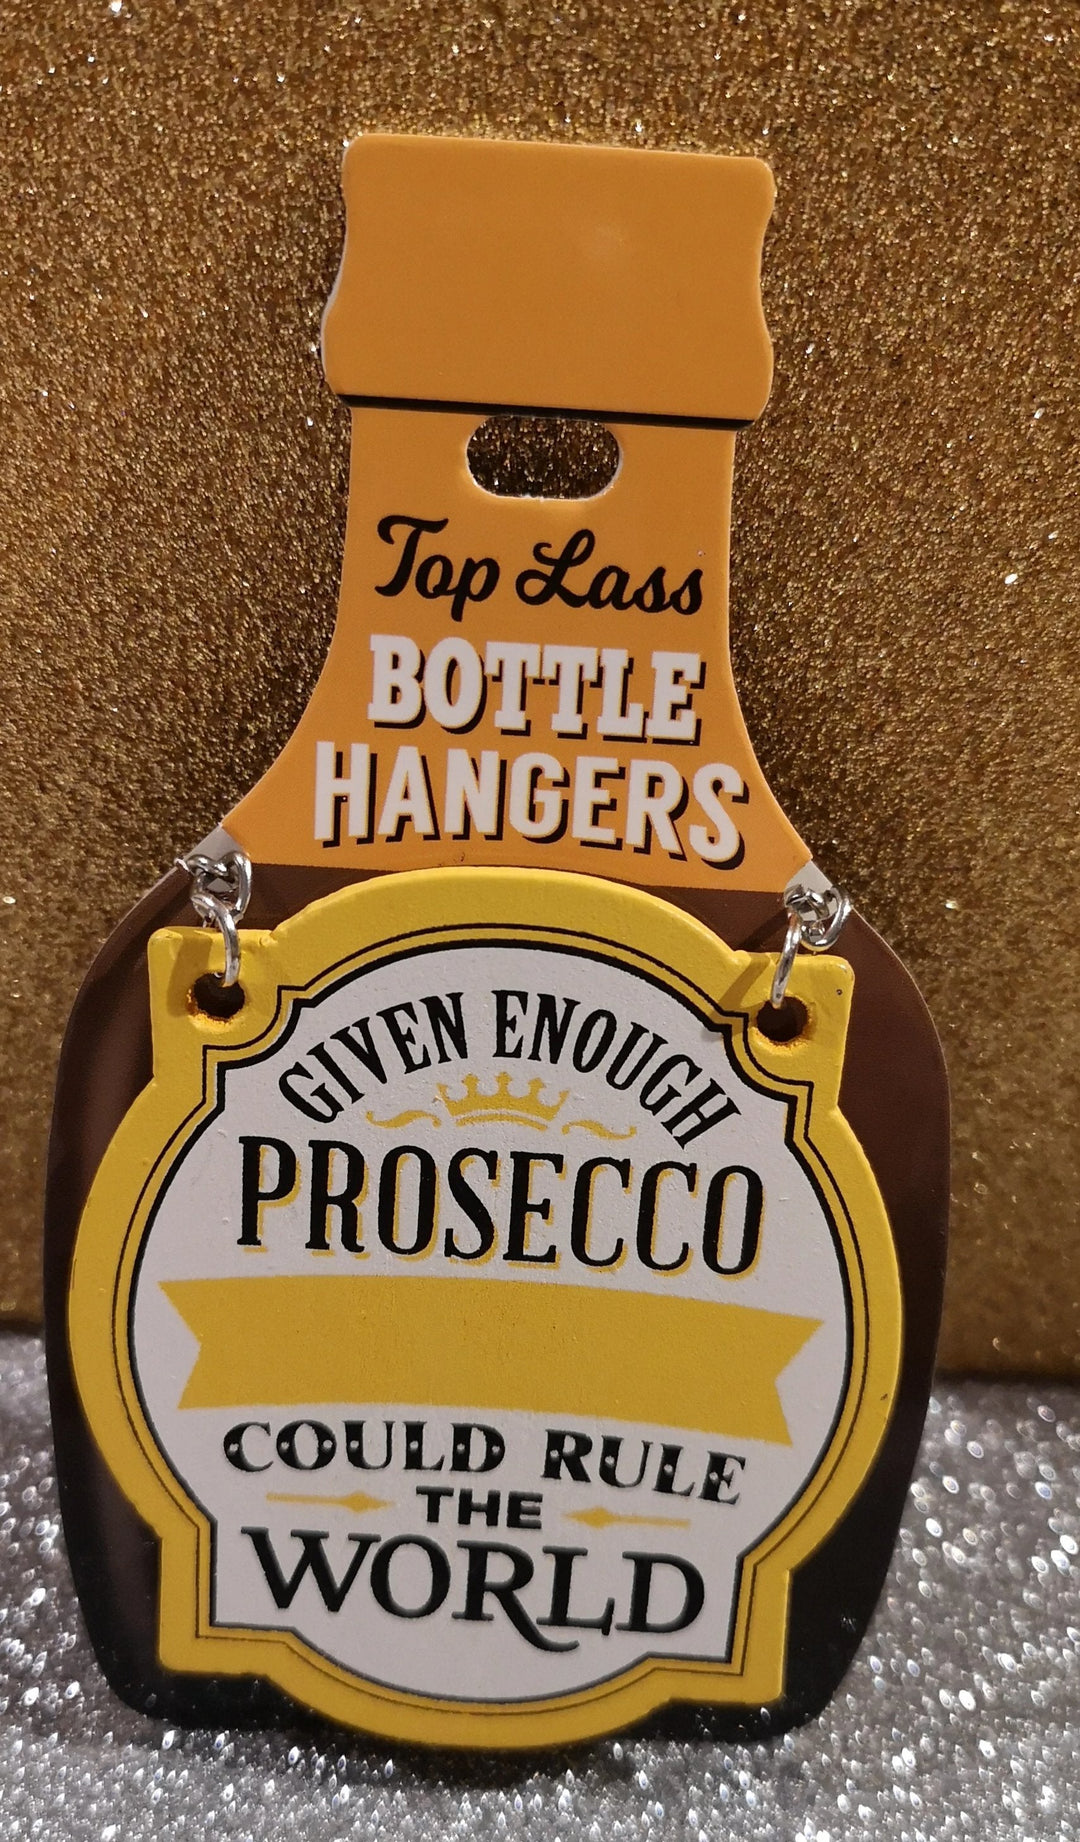 Top Lass
BOTTLE
HANGERS
GIVEN ENOUGH
PROSECCO
COULD RULE
THE
WORLD